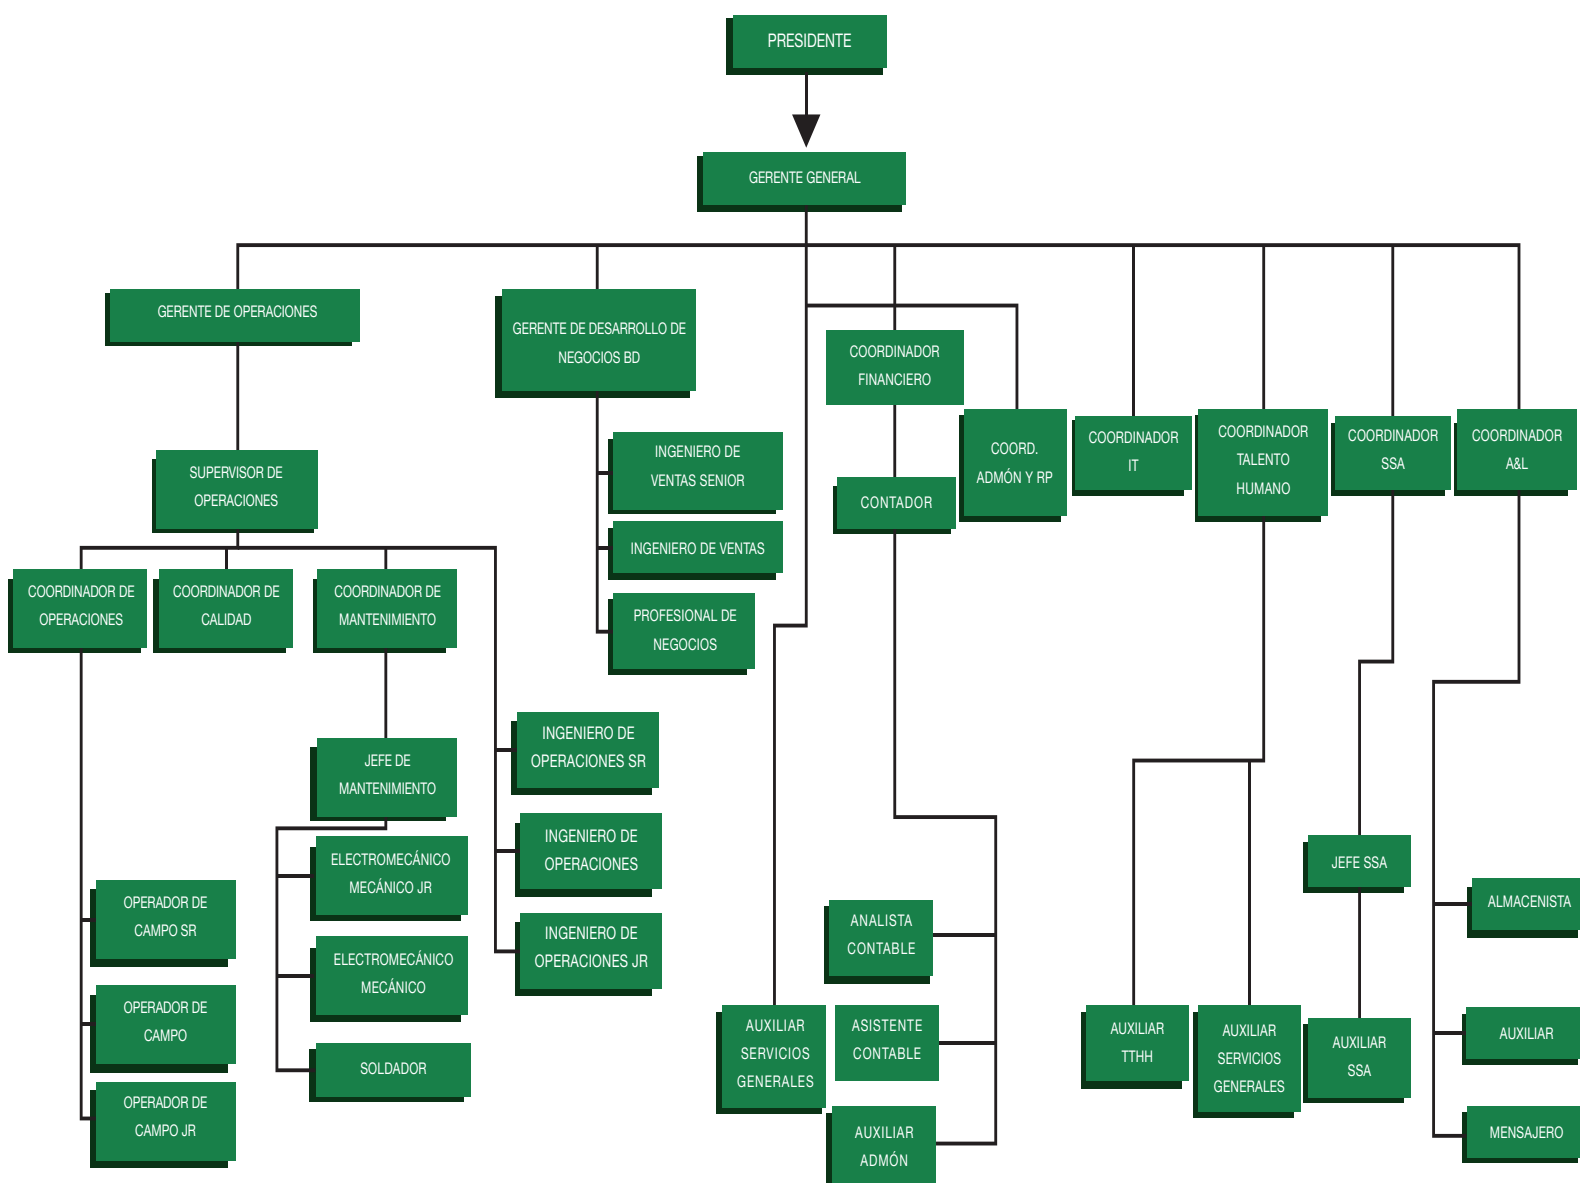 PRESIDENTE
GERENTE GENERAL
GERENTE DE OPERACIONES
GERENTE DE DESARROLLO DE
NEGOCIOS BD
COORDINADOR
FINANCIERO
COORD.
ADMÓN Y RP
COORDINADOR
IT
COORDINADOR
TALENTO
HUMANO
COORDINADOR
SSA
COORDINADOR
A&L
SUPERVISOR DE
OPERACIONES
INGENIERO DE
VENTAS SENIOR
INGENIERO DE VENTAS
PROFESIONAL DE
NEGOCIOS
CONTADOR
COORDINADOR DE
OPERACIONES
COORDINADOR DE
CALIDAD
COORDINADOR DE
MANTENIMIENTO
JEFE DE
MANTENIMIENTO
INGENIERO DE
OPERACIONES SR
INGENIERO DE
OPERACIONES
INGENIERO DE
OPERACIONES JR
ELECTROMECÁNICO
MECÁNICO JR
ELECTROMECÁNICO
MECÁNICO
SOLDADOR
OPERADOR DE
CAMPO SR
OPERADOR DE
CAMPO
OPERADOR DE
CAMPO JR
AUXILIAR
SERVICIOS
GENERALES
ANALISTA
CONTABLE
ASISTENTE
CONTABLE
AUXILIAR
ADMÓN
AUXILIAR
TTHH
AUXILIAR
SERVICIOS
GENERALES
JEFE SSA
AUXILIAR
SSA
ALMACENISTA
AUXILIAR
MENSAJERO